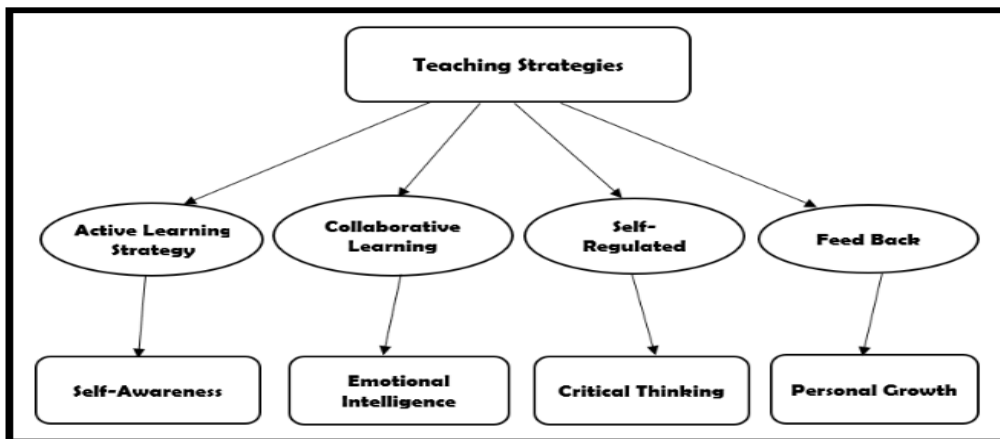 Teaching Strategies
Active Learning
Strategy
Collaborative
Learning
Self-
Regulated
Feed Back
Self-Awareness
Emotional
Intelligence
Critical Thinking
Personal Growth